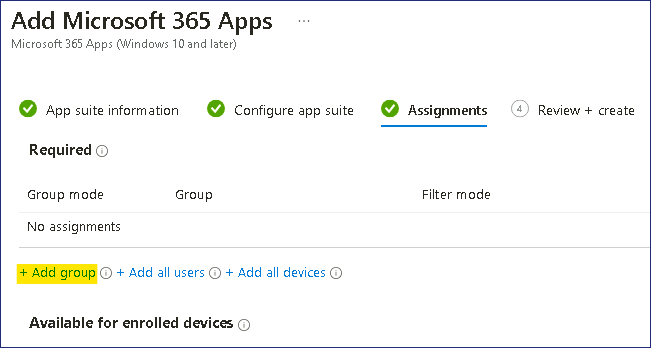 Add Microsoft 365 Apps ...
Microsoft 365 Apps (Windows 10 and later)
App suite information Configure app suite Assignments 4 Review + create
Required
Group mode Group Filter mode
No assignments
+ Add group + Add all users + Add all devices
Available for enrolled devices